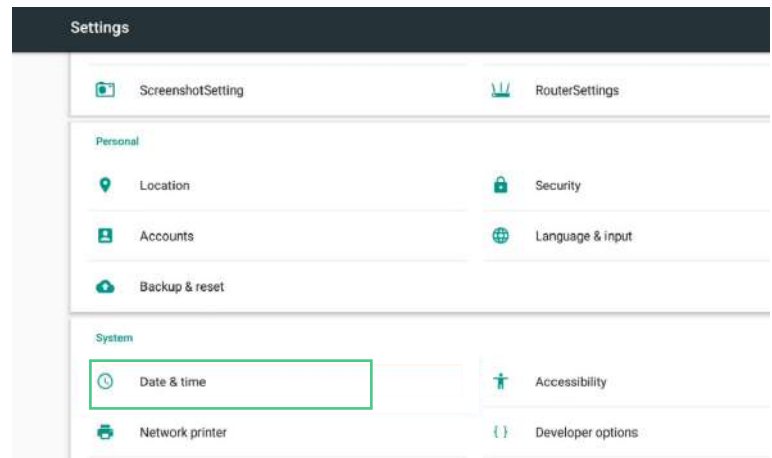 Settings
ScreenshotSetting
RouterSettings
Personal
Location
Security
Accounts
Language & input
Backup & reset
System
Date & time
Accessibility
Network printer
{ } Developer options